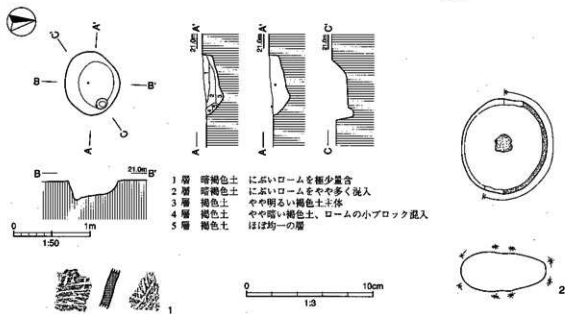 A'
C
B
B'
C
A
A'
21.0m
A
A'
21.0m
A
C'
21.0m
C
B
21.0m
B'
0
1m
1:50
1層 暗褐色土 にぶいロームを極少量含
2層 暗褐色土 にぶいロームをやや多く混入
3層 褐色土 やや明るい褐色土主体
4層 褐色土 やや暗い褐色土、ロームの小ブロック混入
5層 褐色土 ほぼ均一の層
1
0
10cm
1:3
2